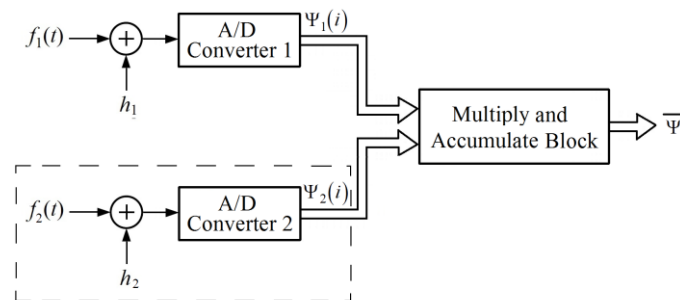 f₁(t)
A/D
Converter 1
Ψ₁(i)
h₁
Multiply and
Accumulate Block
Ψ̅
f₂(t)
A/D
Converter 2
Ψ₂(i)
h₂